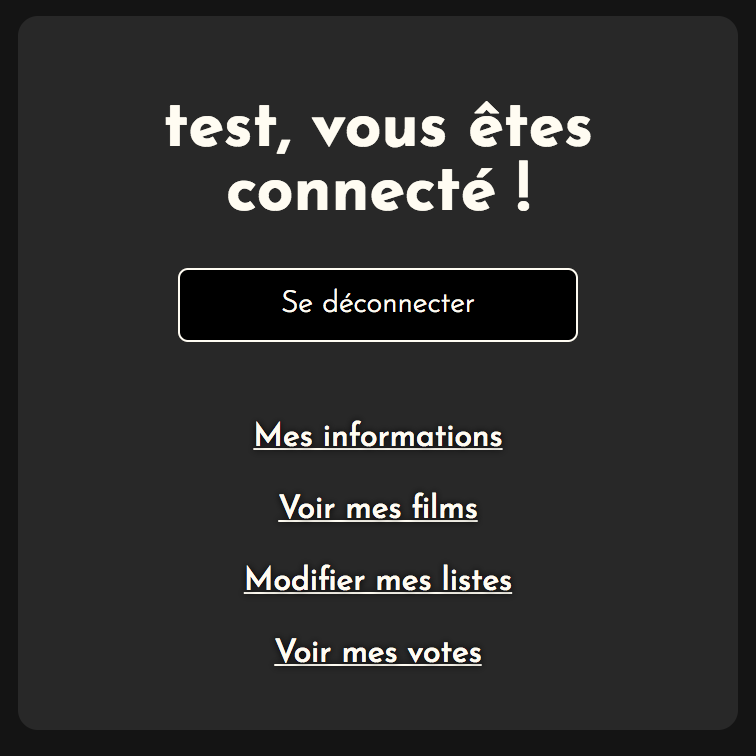 test, vous êtes
connecté !
Se déconnecter
Mes informations
Voir mes films
Modifier mes listes
Voir mes votes